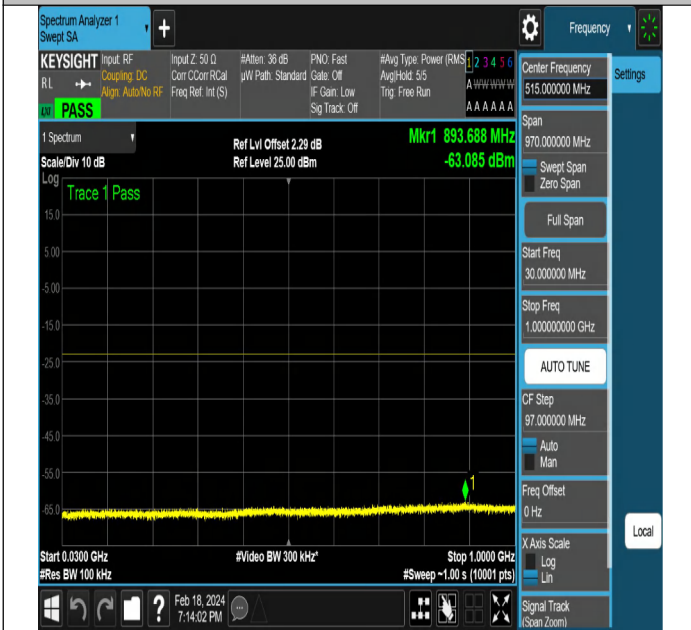 Spectrum Analyzer 1
Swept SA
Frequency
KEYSIGHT
RL
LXI
PASS
Input: RF
Coupling: DC
Align: Auto/No RF
Input Z: 50 Ω
Corr CCorr RCal
Freq Ref: Int (S)
#Atten: 36 dB
µW Path: Standard
PNO: Fast
Gate: Off
IF Gain: Low
Sig Track: Off
#Avg Type: Power (RMS
Avg|Hold: 5/5
Trig: Free Run
1 2 3 4 5 6
A W W W W W
A A A A A A
1 Spectrum
Scale/Div 10 dB
Ref Lvl Offset 2.29 dB
Ref Level 25.00 dBm
Mkr1 893.688 MHz
-63.085 dBm
Log
Trace 1 Pass
15.0
5.00
-5.00
-15.0
-25.0
-35.0
-45.0
-55.0
-65.0
1
Start 0.0300 GHz
#Res BW 100 kHz
#Video BW 300 kHz*
Stop 1.0000 GHz
#Sweep ~1.00 s (10001 pts)
Center Frequency
515.000000 MHz
Span
970.000000 MHz
Swept Span
Zero Span
Full Span
Start Freq
30.000000 MHz
Stop Freq
1.000000000 GHz
AUTO TUNE
CF Step
97.000000 MHz
Auto
Man
Freq Offset
0 Hz
X Axis Scale
Log
Lin
Signal Track
(Span Zoom)
Settings
Local
?
Feb 18, 2024
7:14:02 PM